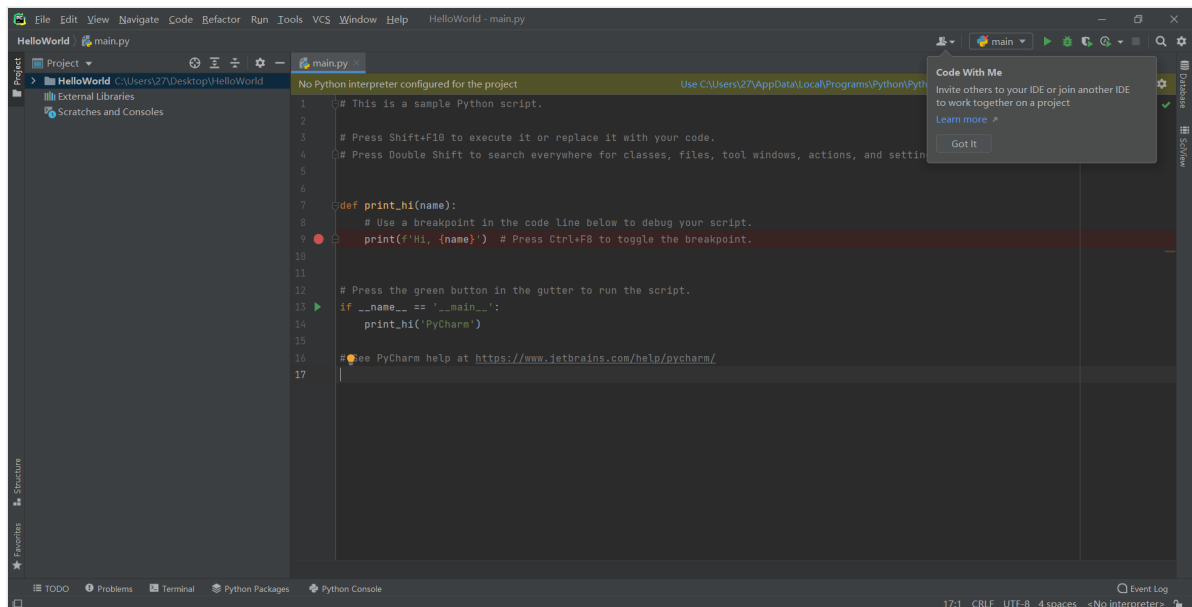 File Edit View Navigate Code Refactor Run Tools VCS Window Help HelloWorld - main.py
HelloWorld main.py main
Project
Project
main.py
HelloWorld C:\Users\27\Desktop\HelloWorld
External Libraries
Scratches and Consoles
No Python interpreter configured for the project Use C:\Users\27\AppData\Local\Programs\Python\Pyth
Code With Me
Invite others to your IDE or join another IDE
to work together on a project
Learn more
Got It
Database
SciView
1 # This is a sample Python script.
2
3 # Press Shift+F10 to execute it or replace it with your code.
4 # Press Double Shift to search everywhere for classes, files, tool windows, actions, and settin
5
6
7 def print_hi(name):
8 # Use a breakpoint in the code line below to debug your script.
9 print(f'Hi, {name}') # Press Ctrl+F8 to toggle the breakpoint.
10
11
12 # Press the green button in the gutter to run the script.
13 if __name__ == '__main__':
14 print_hi('PyCharm')
15
16 # See PyCharm help at https://www.jetbrains.com/help/pycharm/
17
Structure
Favorites
TODO Problems Terminal Python Packages Python Console Event Log
17:1 CRLF UTF-8 4 spaces <No interpreter>